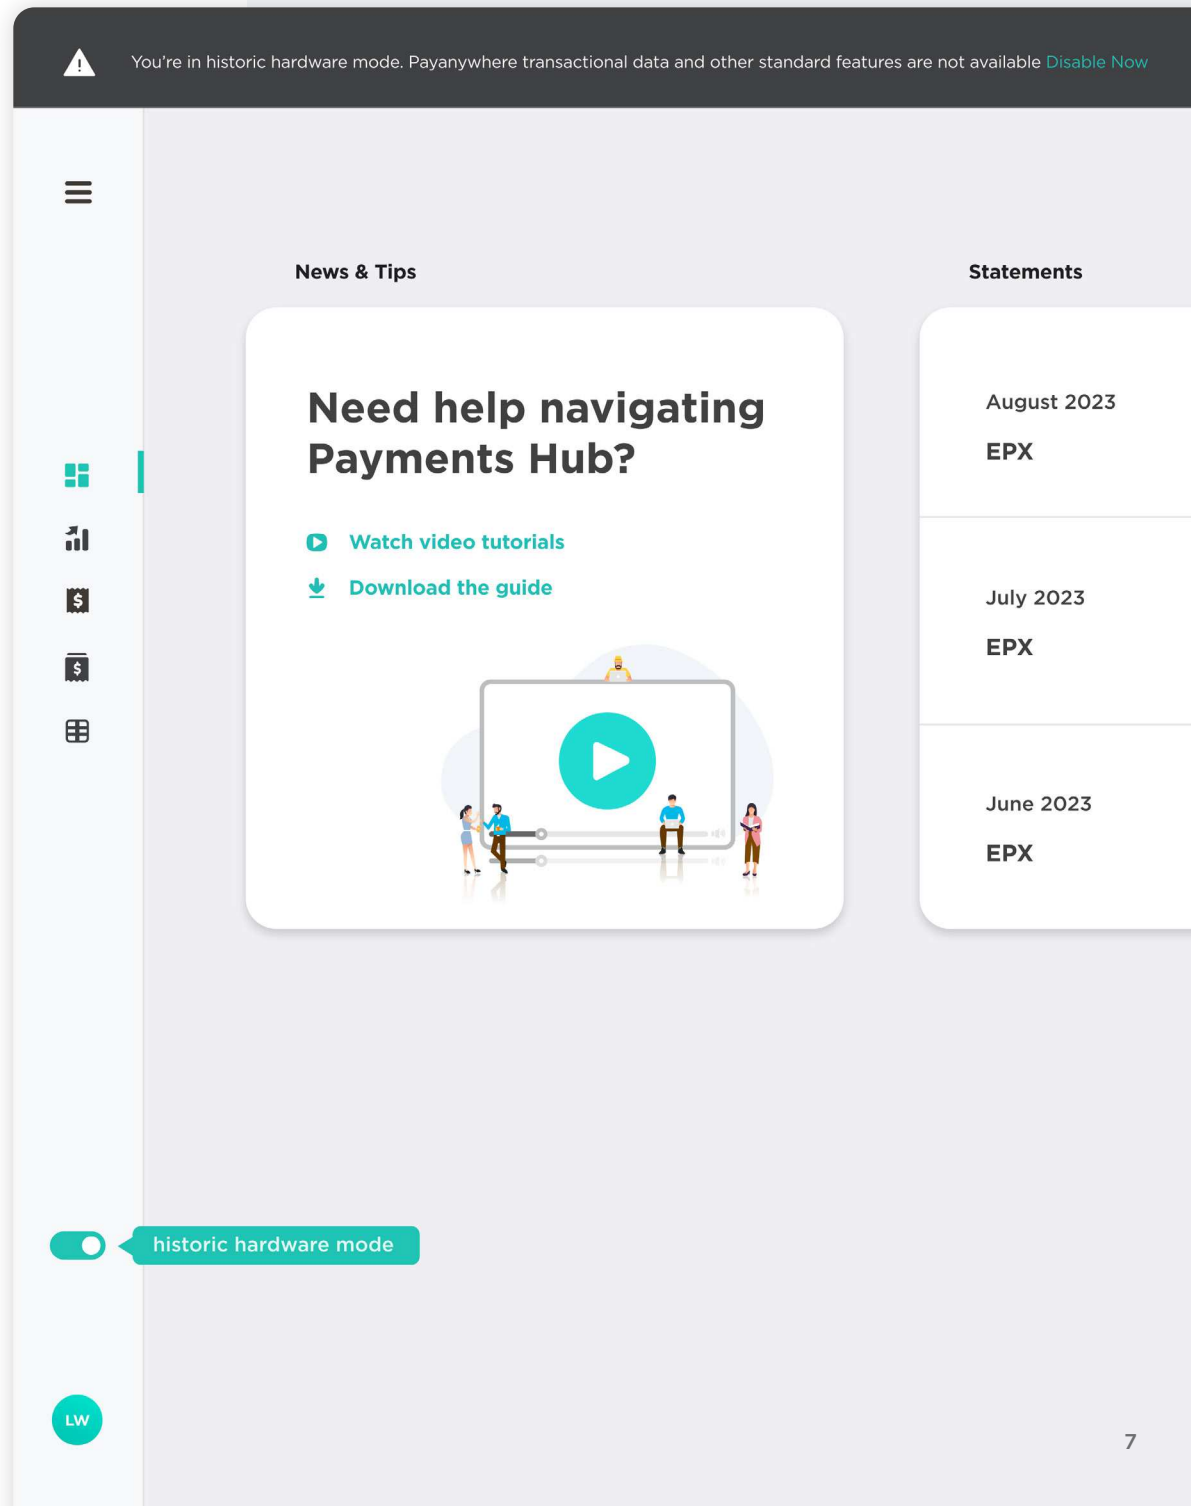 You're in historic hardware mode. Payanywhere transactional data and other standard features are not available Disable Now
News & Tips
Need help navigating
Payments Hub?
Watch video tutorials
Download the guide
Statements
August 2023
EPX
July 2023
EPX
June 2023
EPX
$
$
historic hardware mode
LW
7